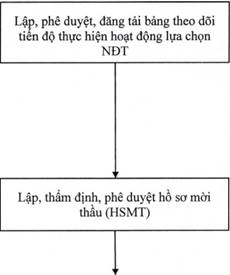 Lập, phê duyệt, đăng tải bảng theo dõi
tiến độ thực hiện hoạt động lựa chọn
NĐT
Lập, thẩm định, phê duyệt hồ sơ mời
thầu (HSMT)